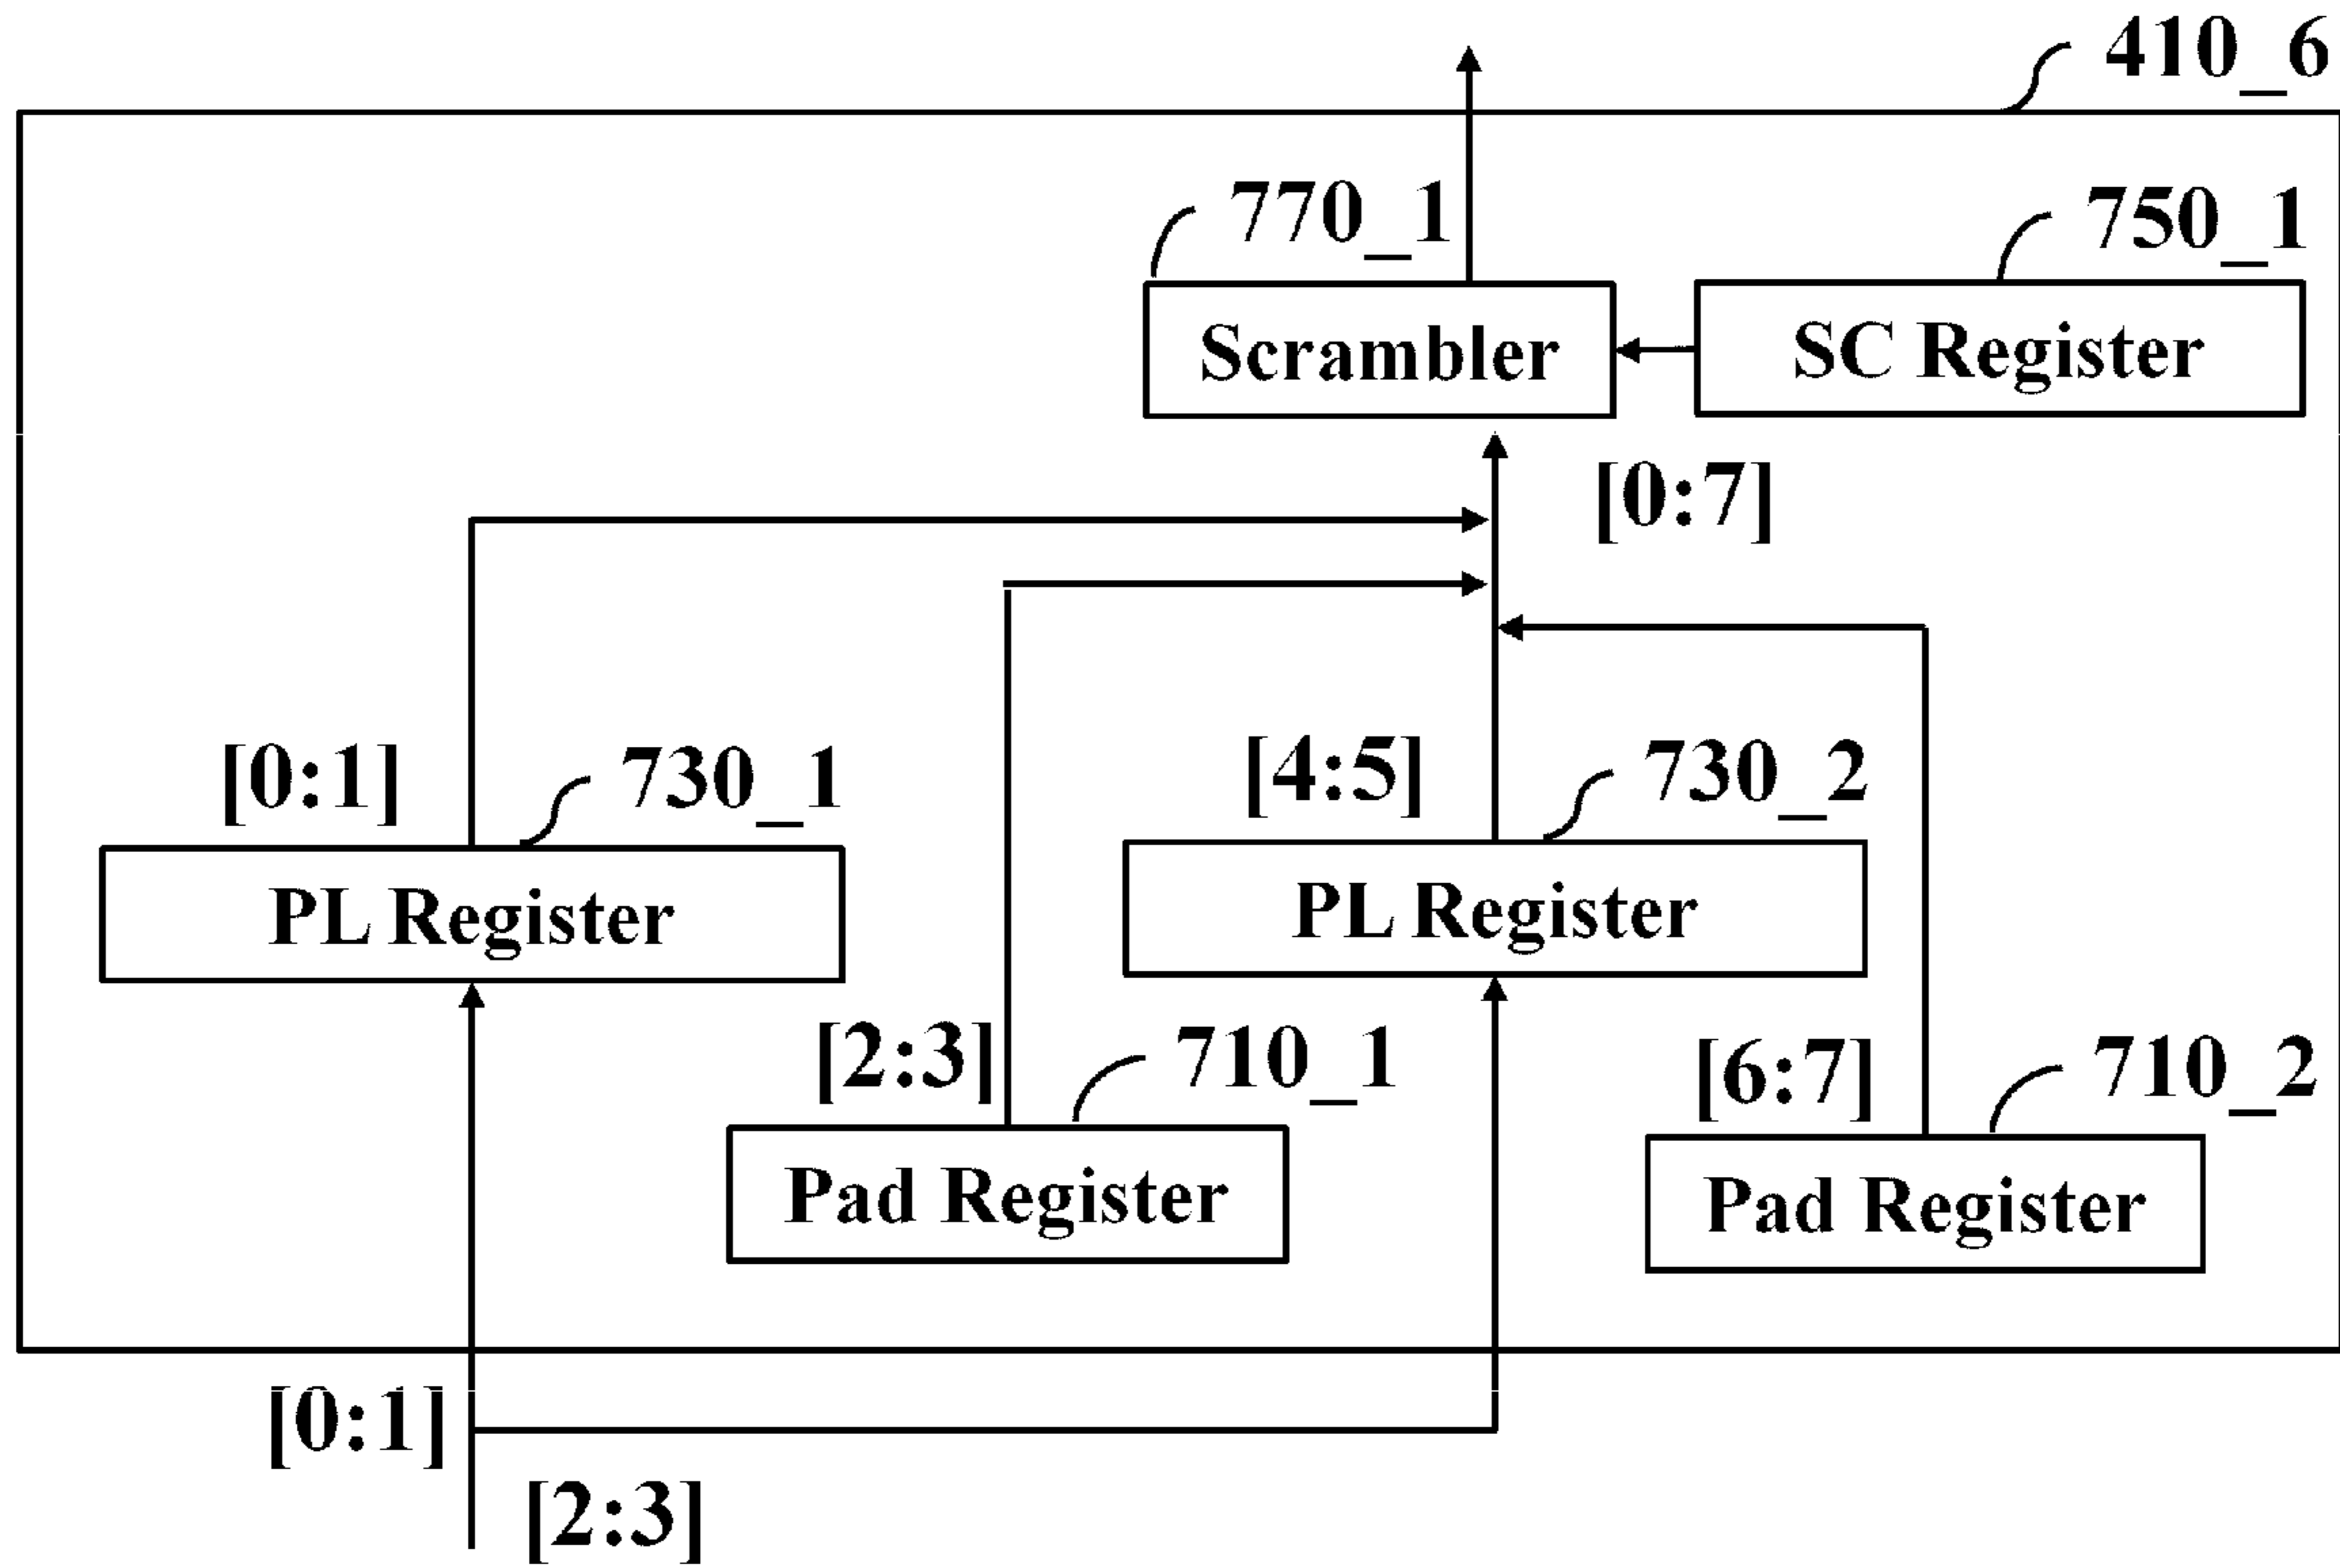 410_6
770_1
750_1
Scrambler
SC Register
[0:7]
[0:1]
730_1
[4:5]
730_2
PL Register
PL Register
[2:3]
710_1
[6:7]
710_2
Pad Register
Pad Register
[0:1]
[2:3]